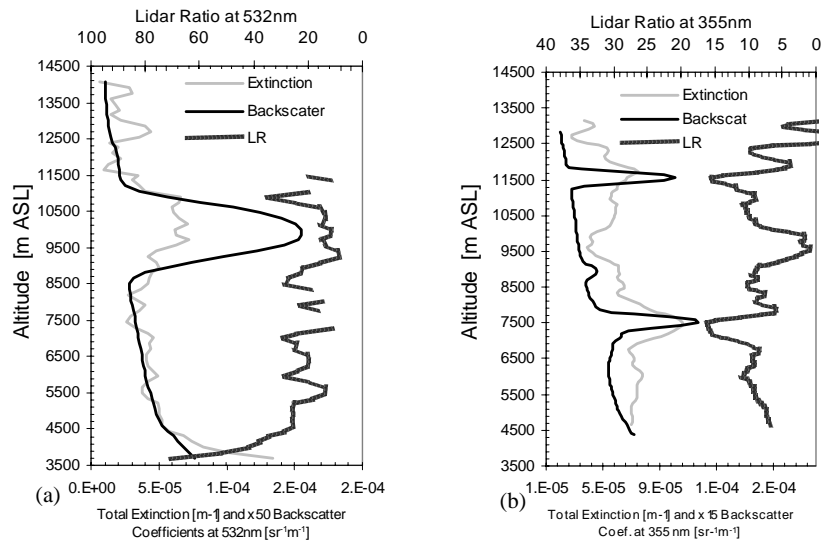 Lidar Ratio at 532nm
100 80 60 40 20 0
14500
13500
12500
11500
10500
9500
8500
7500
6500
5500
4500
3500
Altitude [m ASL]
Extinction
Backscater
LR
0.E+00 5.E-05 1.E-04 2.E-04 2.E-04
(a)
Total Extinction [m-1] and x50 Backscatter
Coefficients at 532nm [sr-1m-1]
Lidar Ratio at 355nm
40 35 30 25 20 15 10 5 0
14500
13500
12500
11500
10500
9500
8500
7500
6500
5500
4500
3500
Altitude [m ASL]
Extinction
Backscat
LR
1.E-05 4.E-05 7.E-05 9.E-05 1.E-04
(b)
Total Extinction [m-1] and x15 Backscatter
Coef. at 355 nm [sr-1m-1]